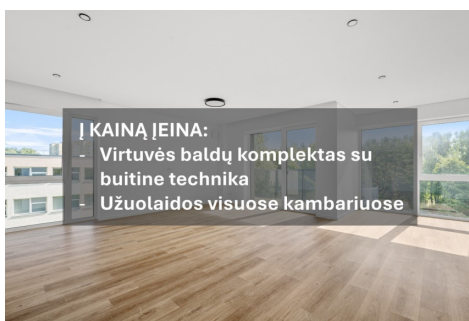 Į KAINĄ ĮEINA:
- Virtuvės baldų komplektas su
buitine technika
- Užuolaidos visuose kambariuose